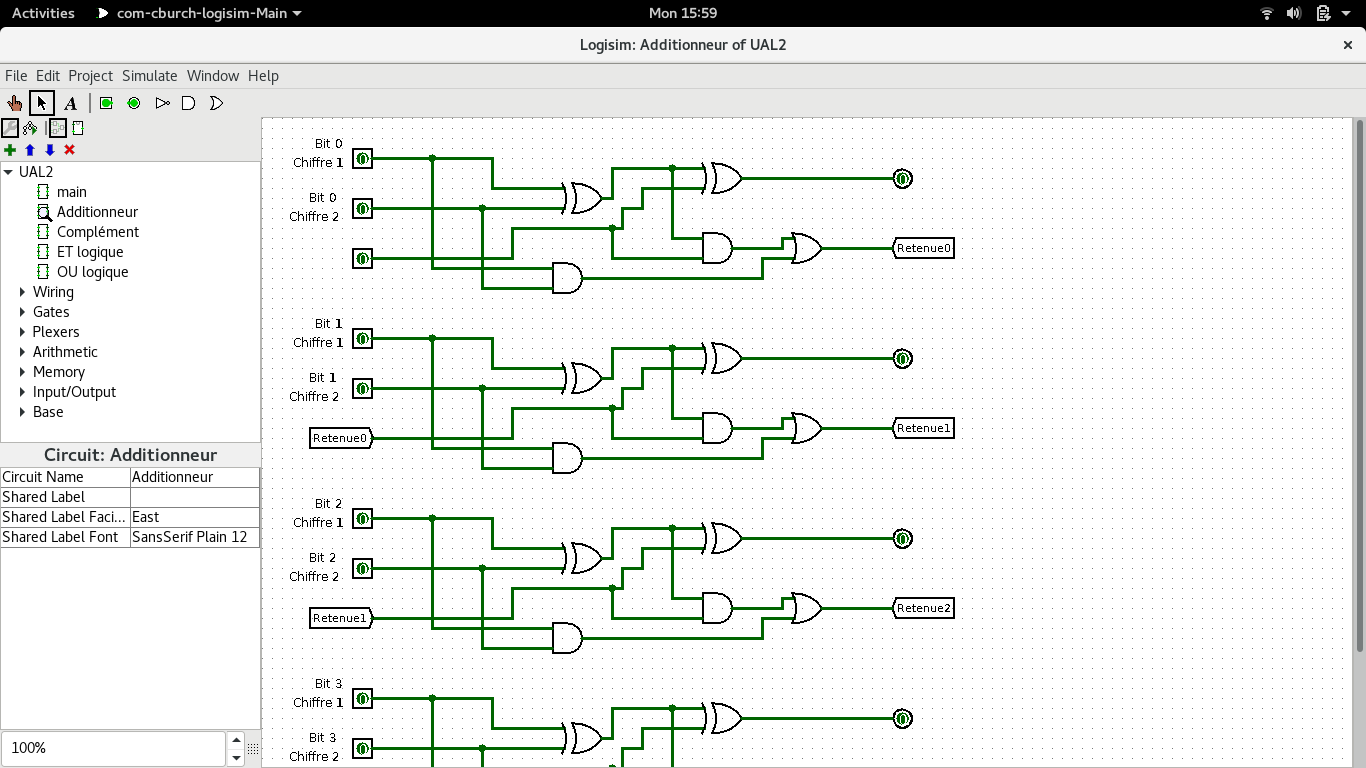 Activities com-cburch-logisim-Main Mon 15:59
Logisim: Additionneur of UAL2
File Edit Project Simulate Window Help
A
UAL2
main
Additionneur
Complément
ET logique
OU logique
Wiring
Gates
Plexers
Arithmetic
Memory
Input/Output
Base
Circuit: Additionneur
Circuit Name Additionneur
Shared Label
Shared Label Faci... East
Shared Label Font SansSerif Plain 12
100%
Bit 0
Chiffre 1
0
Bit 0
Chiffre 2
0
0
0
Retenue0
Bit 1
Chiffre 1
0
Bit 1
Chiffre 2
0
0
Retenue0
Retenue1
Bit 2
Chiffre 1
0
Bit 2
Chiffre 2
0
0
Retenue1
Retenue2
Bit 3
Chiffre 1
0
Bit 3
Chiffre 2
0
0